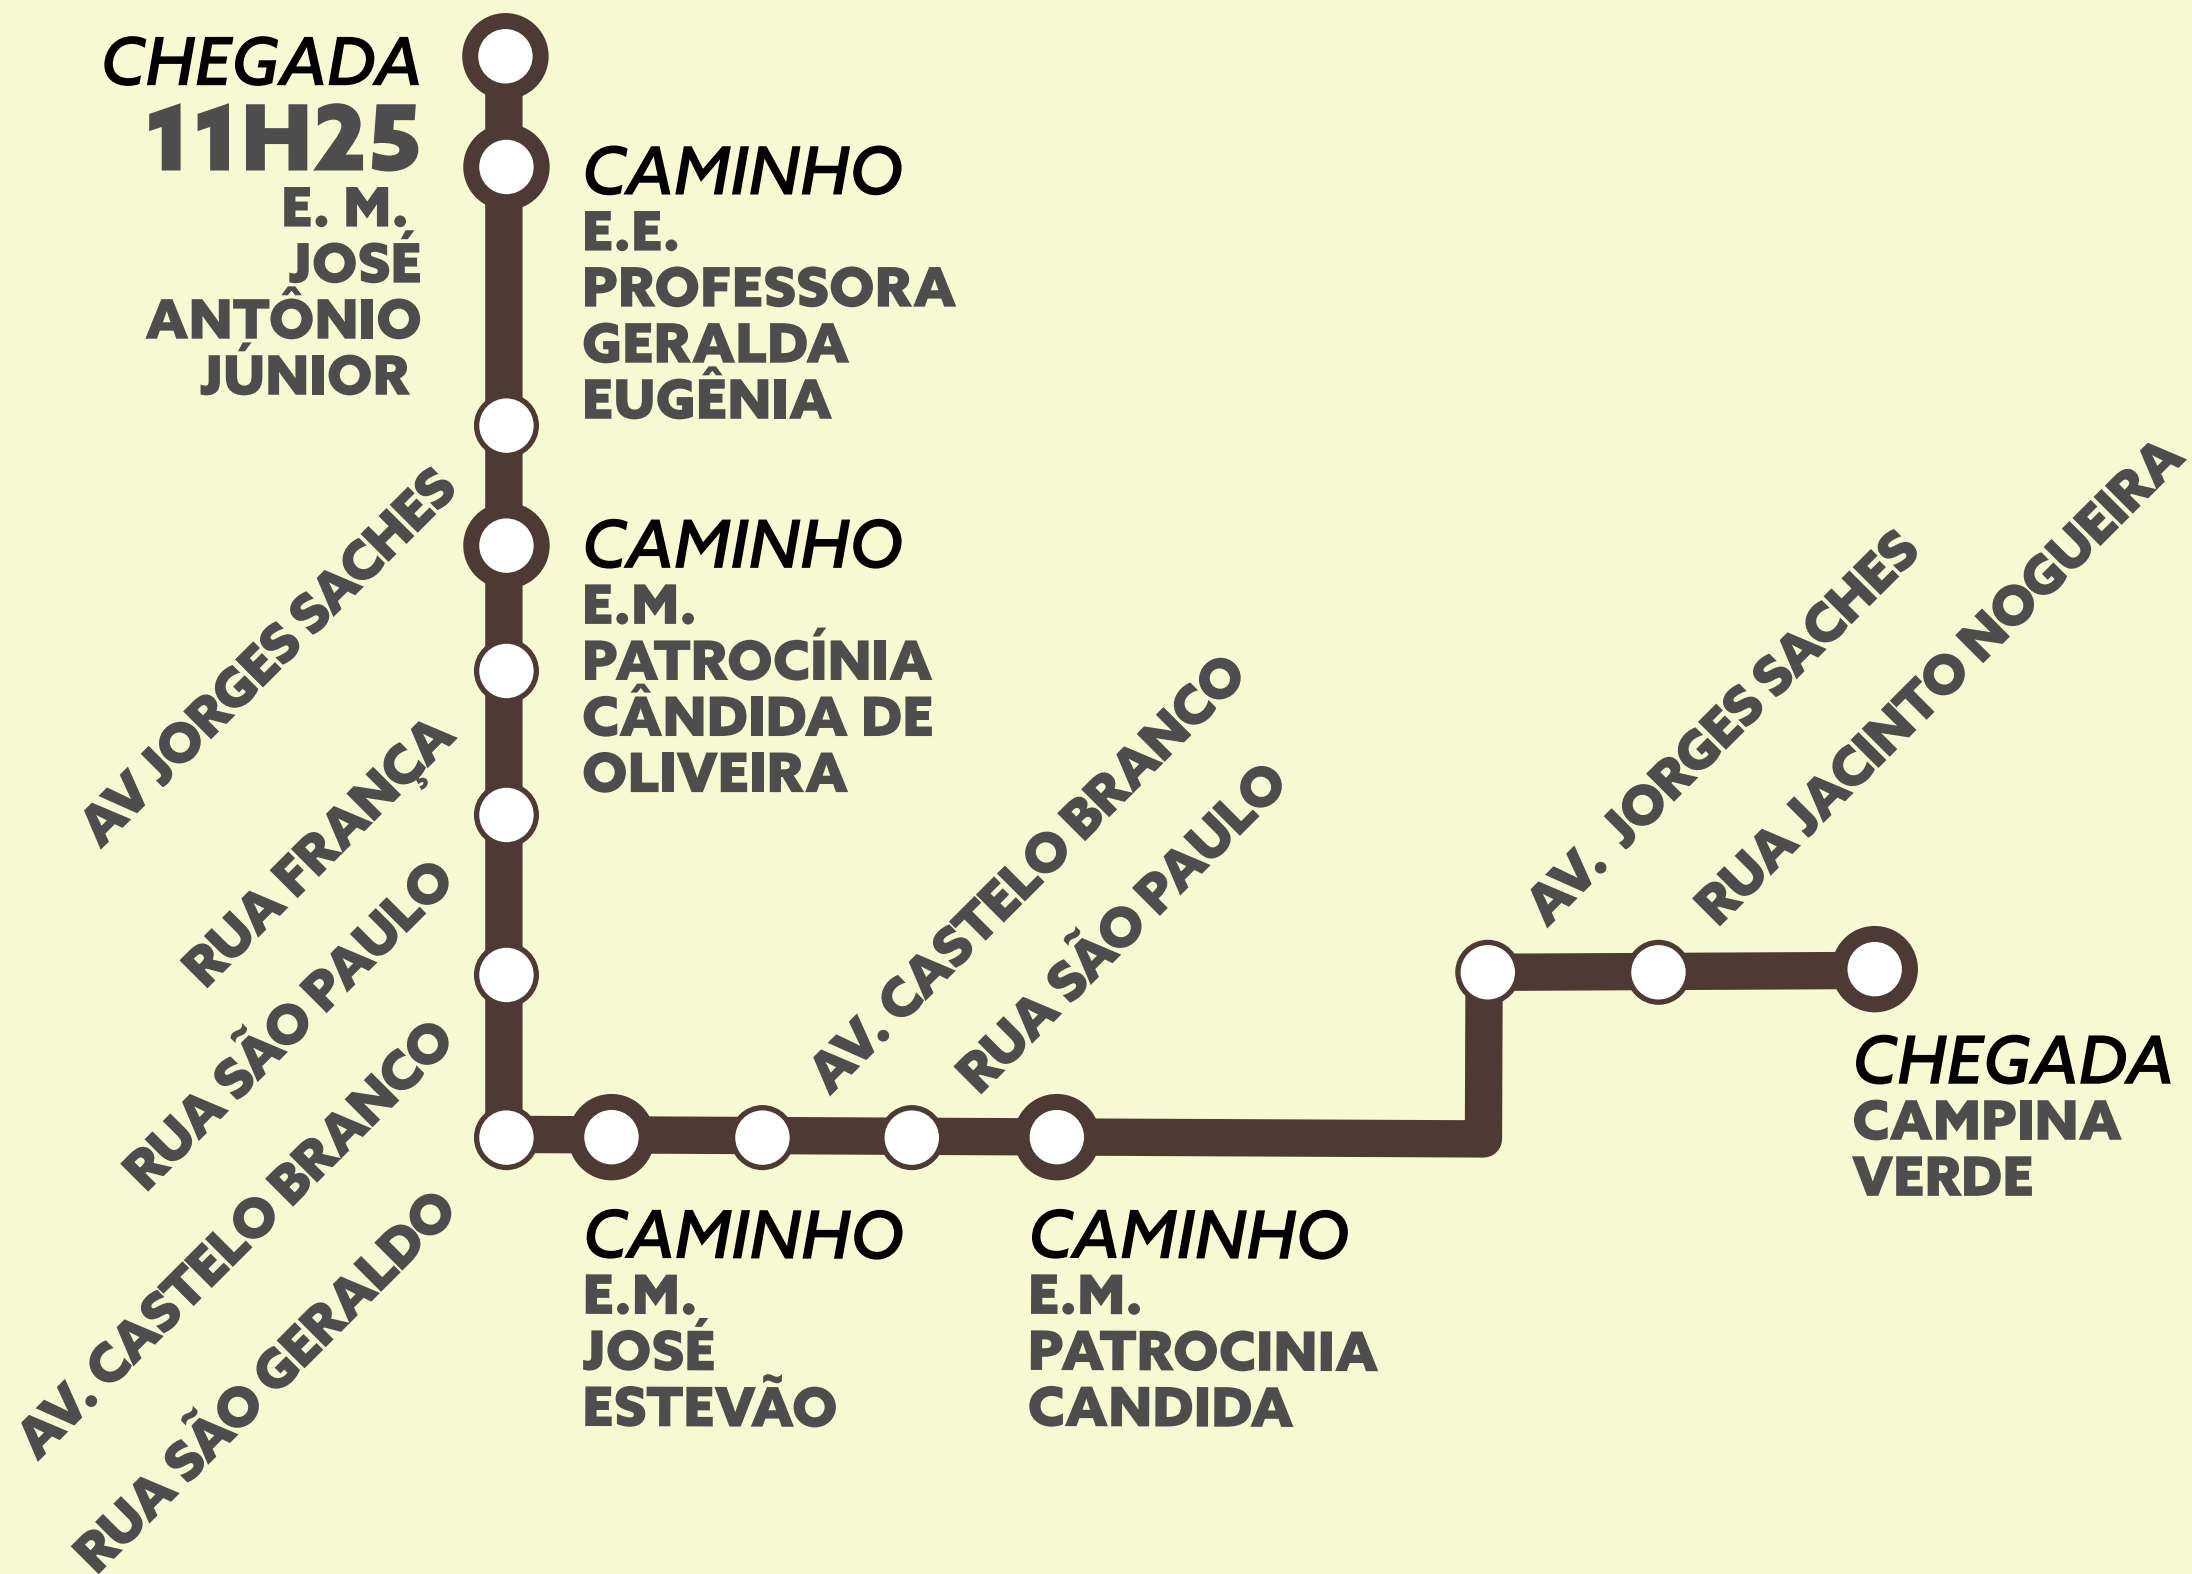 CHEGADA
11H25
E. M.
JOSÉ
ANTÔNIO
JÚNIOR
CAMINHO
E.E.
PROFESSORA
GERALDA
EUGÊNIA
AV JORGES SACHES
CAMINHO
E.M.
PATROCÍNIA
CÂNDIDA DE
OLIVEIRA
RUA FRANÇA
RUA SÃO PAULO
AV. CASTELO BRANCO
RUA SÃO GERALDO
CAMINHO
E.M.
JOSÉ
ESTEVÃO
AV. CASTELO BRANCO
RUA SÃO PAULO
CAMINHO
E.M.
PATROCINIA
CANDIDA
AV. JORGES SACHES
RUA JACINTO NOGUEIRA
CHEGADA
CAMPINA
VERDE